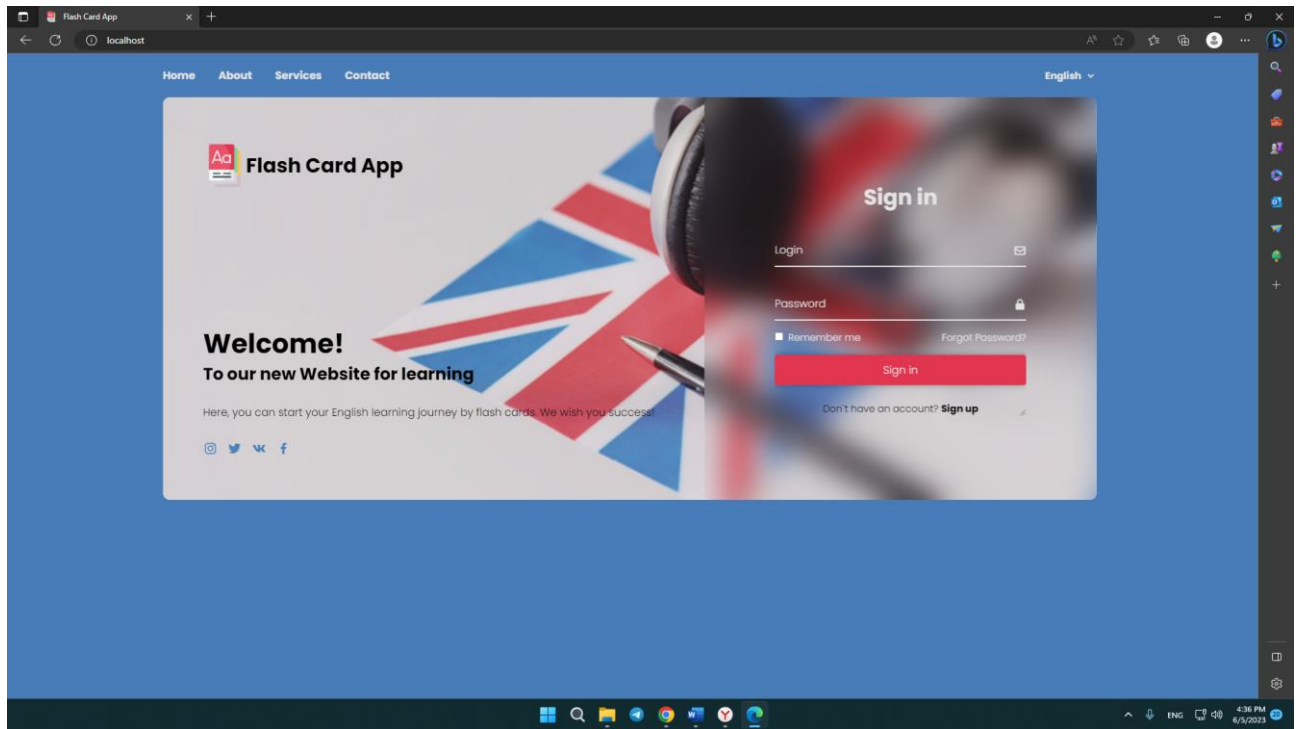 Flash Card App
localhost
Home About Services Contact English
Aa Flash Card App
Sign in
Login
Password
Remember me Forgot Password?
Sign in
Don't have an account? Sign up
Welcome!
To our new Website for learning
Here, you can start your English learning journey by flash cards. We wish you success!
ENG
4:36 PM
6/5/2023